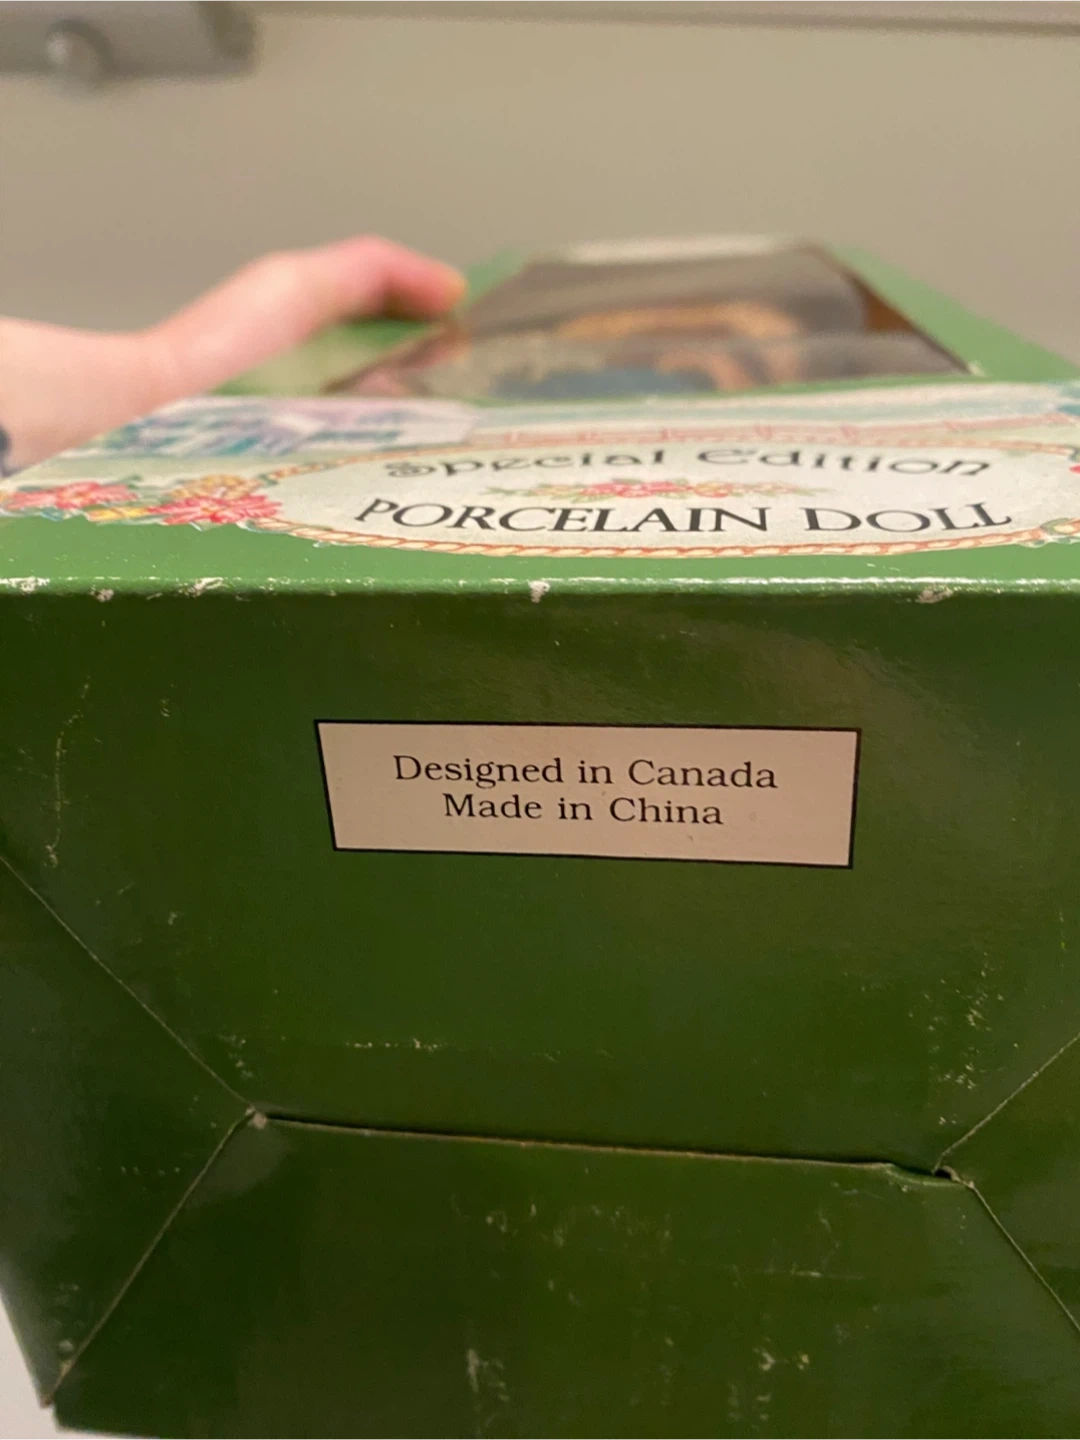 Special Edition
PORCELAIN DOLL
Designed in Canada
Made in China